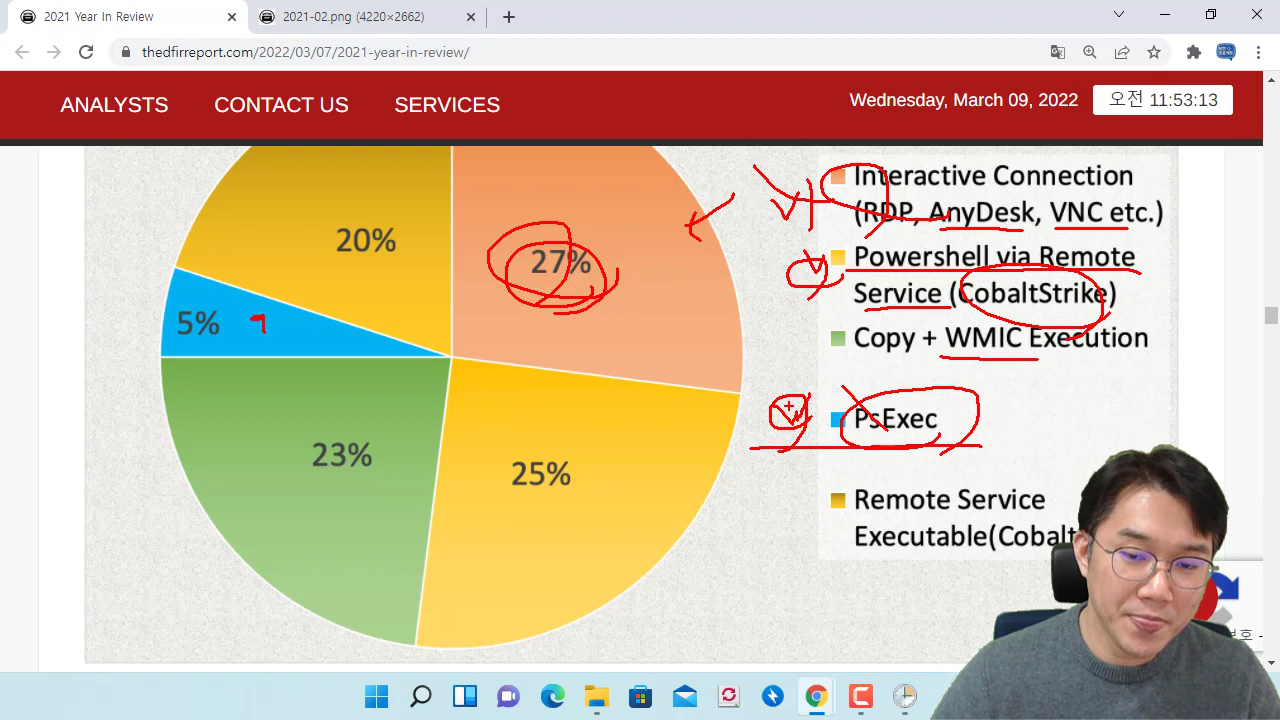 2021 Year In Review
2021-02.png (4220×2662)
thedfirreport.com/2022/03/07/2021-year-in-review/
ANALYSTS CONTACT US SERVICES
Wednesday, March 09, 2022 오전 11:53:13
Interactive Connection
(RDP, AnyDesk, VNC etc.)
Powershell via Remote
Service (CobaltStrike)
Copy + WMIC Execution
PsExec
Remote Service
Executable(Cobalt
20%
27%
5%
23%
25%